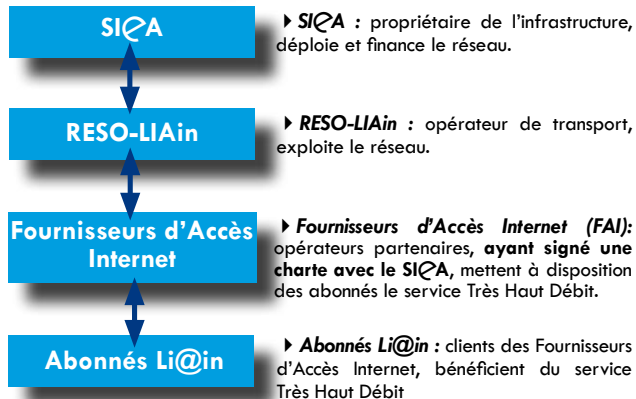 SIeA
▸ SIeA : propriétaire de l'infrastructure,
déploie et finance le réseau.
RESO-LIAin
▸ RESO-LIAin : opérateur de transport,
exploite le réseau.
Fournisseurs d'Accès
Internet
▸ Fournisseurs d'Accès Internet (FAI):
opérateurs partenaires, ayant signé une
charte avec le SIeA, mettent à disposition
des abonnés le service Très Haut Débit.
Abonnés Li@in
▸ Abonnés Li@in : clients des Fournisseurs
d'Accès Internet, bénéficient du service
Très Haut Débit